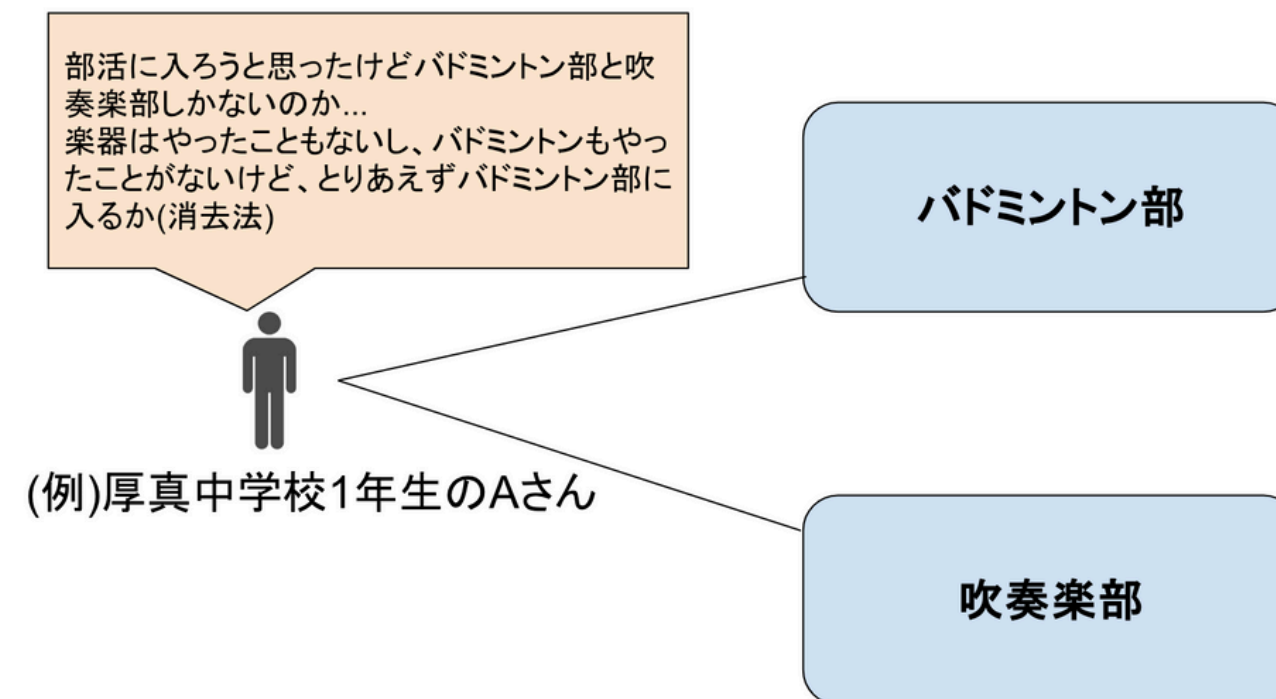 部活に入ろうと思ったけどバドミントン部と吹
奏楽部しかないのか...
楽器はやったこともないし、バドミントンもやっ
たことがないけど、とりあえずバドミントン部に
入るか(消去法)
バドミントン部
(例)厚真中学校1年生のAさん
吹奏楽部